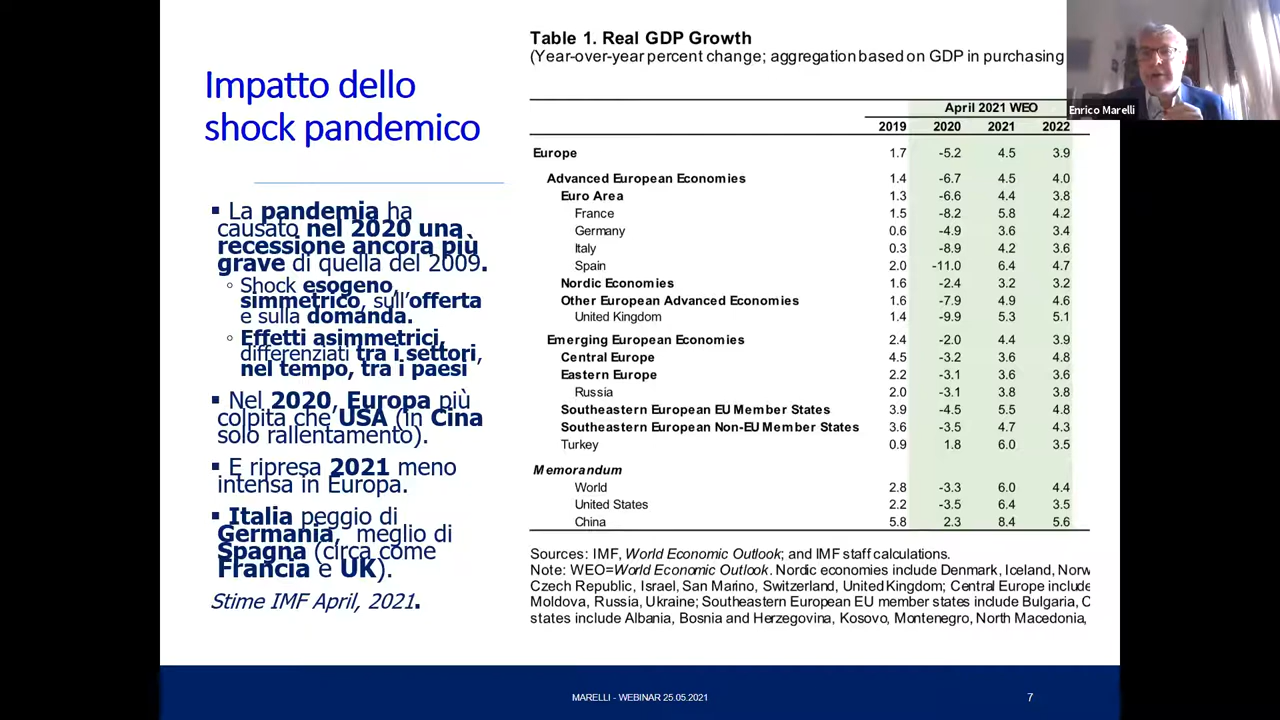 Impatto dello
shock pandemico
▪ La pandemia ha
causato nel 2020 una
recessione ancora più
grave di quella del 2009.
◦ Shock esogeno,
simmetrico, sull'offerta
e sulla domanda.
◦ Effetti asimmetrici,
differenziati tra i settori,
nel tempo, tra i paesi
▪ Nel 2020, Europa più
colpita che USA (in Cina
solo rallentamento).
▪ E ripresa 2021 meno
intensa in Europa.
▪ Italia peggio di
Germania, meglio di
Spagna (circa come
Francia e UK).
Stime IMF April, 2021.
Table 1. Real GDP Growth
(Year-over-year percent change; aggregation based on GDP in purchasing
April 2021 WEO
2019 2020 2021 2022
Europe 1.7 -5.2 4.5 3.9
Advanced European Economies 1.4 -6.7 4.5 4.0
Euro Area 1.3 -6.6 4.4 3.8
France 1.5 -8.2 5.8 4.2
Germany 0.6 -4.9 3.6 3.4
Italy 0.3 -8.9 4.2 3.6
Spain 2.0 -11.0 6.4 4.7
Nordic Economies 1.6 -2.4 3.2 3.2
Other European Advanced Economies 1.6 -7.9 4.9 4.6
United Kingdom 1.4 -9.9 5.3 5.1
Emerging European Economies 2.4 -2.0 4.4 3.9
Central Europe 4.5 -3.2 3.6 4.8
Eastern Europe 2.2 -3.1 3.6 3.6
Russia 2.0 -3.1 3.8 3.8
Southeastern European EU Member States 3.9 -4.5 5.5 4.8
Southeastern European Non-EU Member States 3.6 -3.5 4.7 4.3
Turkey 0.9 1.8 6.0 3.5
Memorandum
World 2.8 -3.3 6.0 4.4
United States 2.2 -3.5 6.4 3.5
China 5.8 2.3 8.4 5.6
Sources: IMF, World Economic Outlook; and IMF staff calculations.
Note: WEO=World Economic Outlook. Nordic economies include Denmark, Iceland, Norw
Czech Republic, Israel, San Marino, Switzerland, United Kingdom; Central Europe include
Moldova, Russia, Ukraine; Southeastern European EU member states include Bulgaria, C
states include Albania, Bosnia and Herzegovina, Kosovo, Montenegro, North Macedonia,
Enrico Marelli
MARELLI - WEBINAR 25.05.2021
7